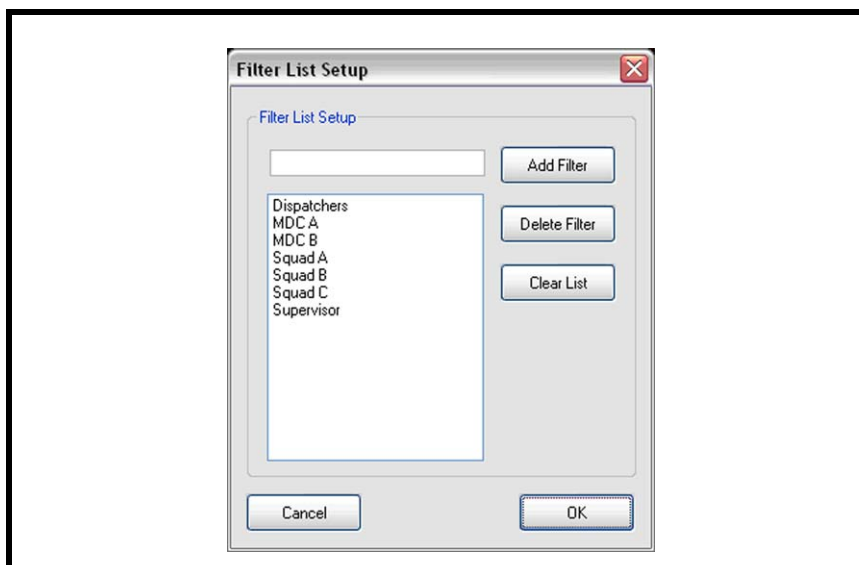 Filter List Setup
Filter List Setup
Add Filter
Dispatchers
MDC A
MDC B
Squad A
Squad B
Squad C
Supervisor
Delete Filter
Clear List
Cancel
OK